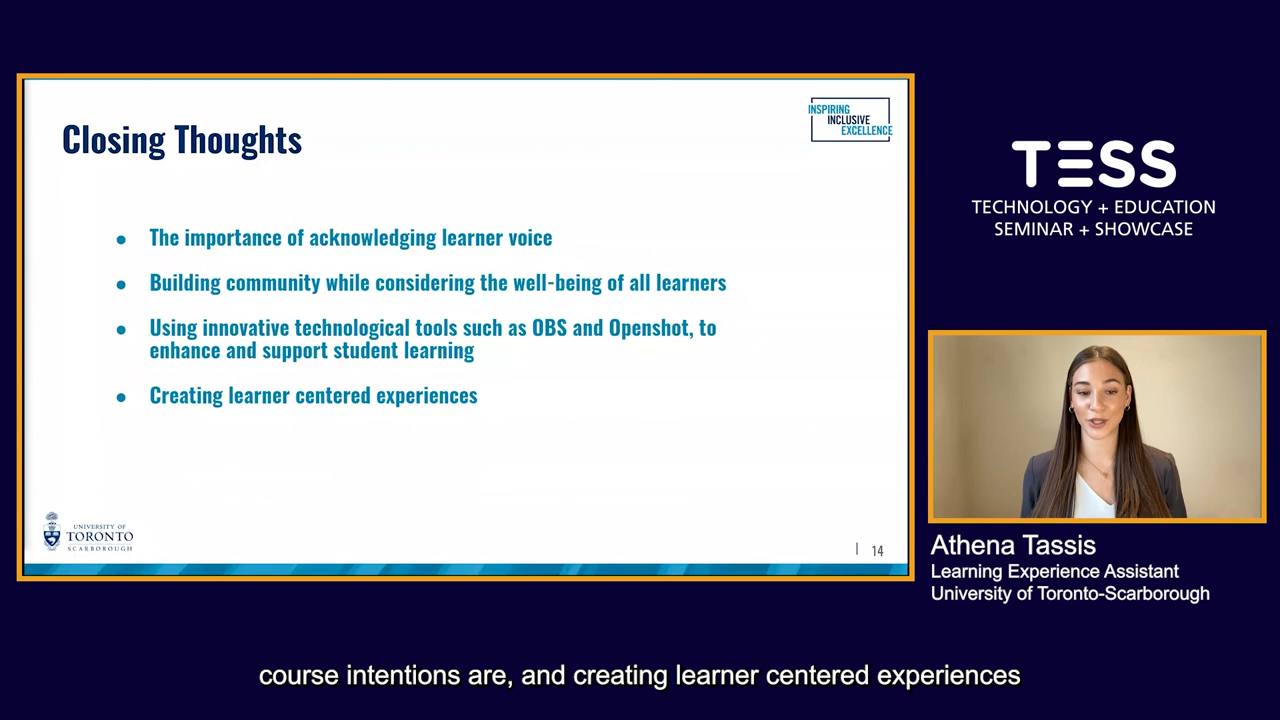 Closing Thoughts
INSPIRING
INCLUSIVE
EXCELLENCE
● The importance of acknowledging learner voice
● Building community while considering the well-being of all learners
● Using innovative technological tools such as OBS and Openshot, to
enhance and support student learning
● Creating learner centered experiences
UNIVERSITY OF
TORONTO
SCARBOROUGH
| 14
TESS
TECHNOLOGY + EDUCATION
SEMINAR + SHOWCASE
Athena Tassis
Learning Experience Assistant
University of Toronto-Scarborough
course intentions are, and creating learner centered experiences